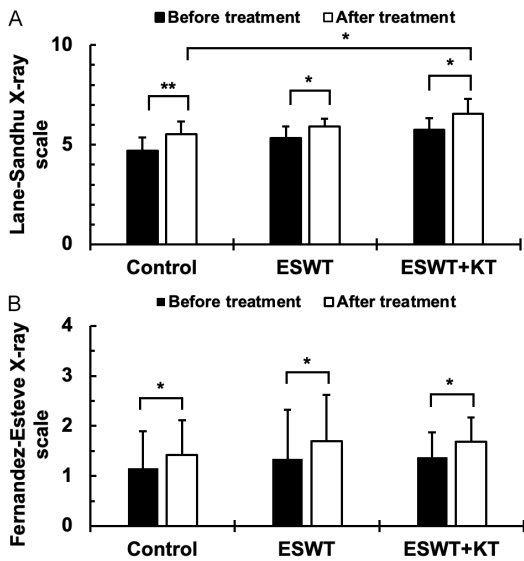 A
■Before treatment □After treatment
Lane-Sandhu X-ray
scale
10
5
0
**
*
*
*
Control ESWT ESWT+KT
B
■Before treatment □After treatment
Fernandez-Esteve X-ray
scale
4
3
2
1
0
*
*
*
Control ESWT ESWT+KT